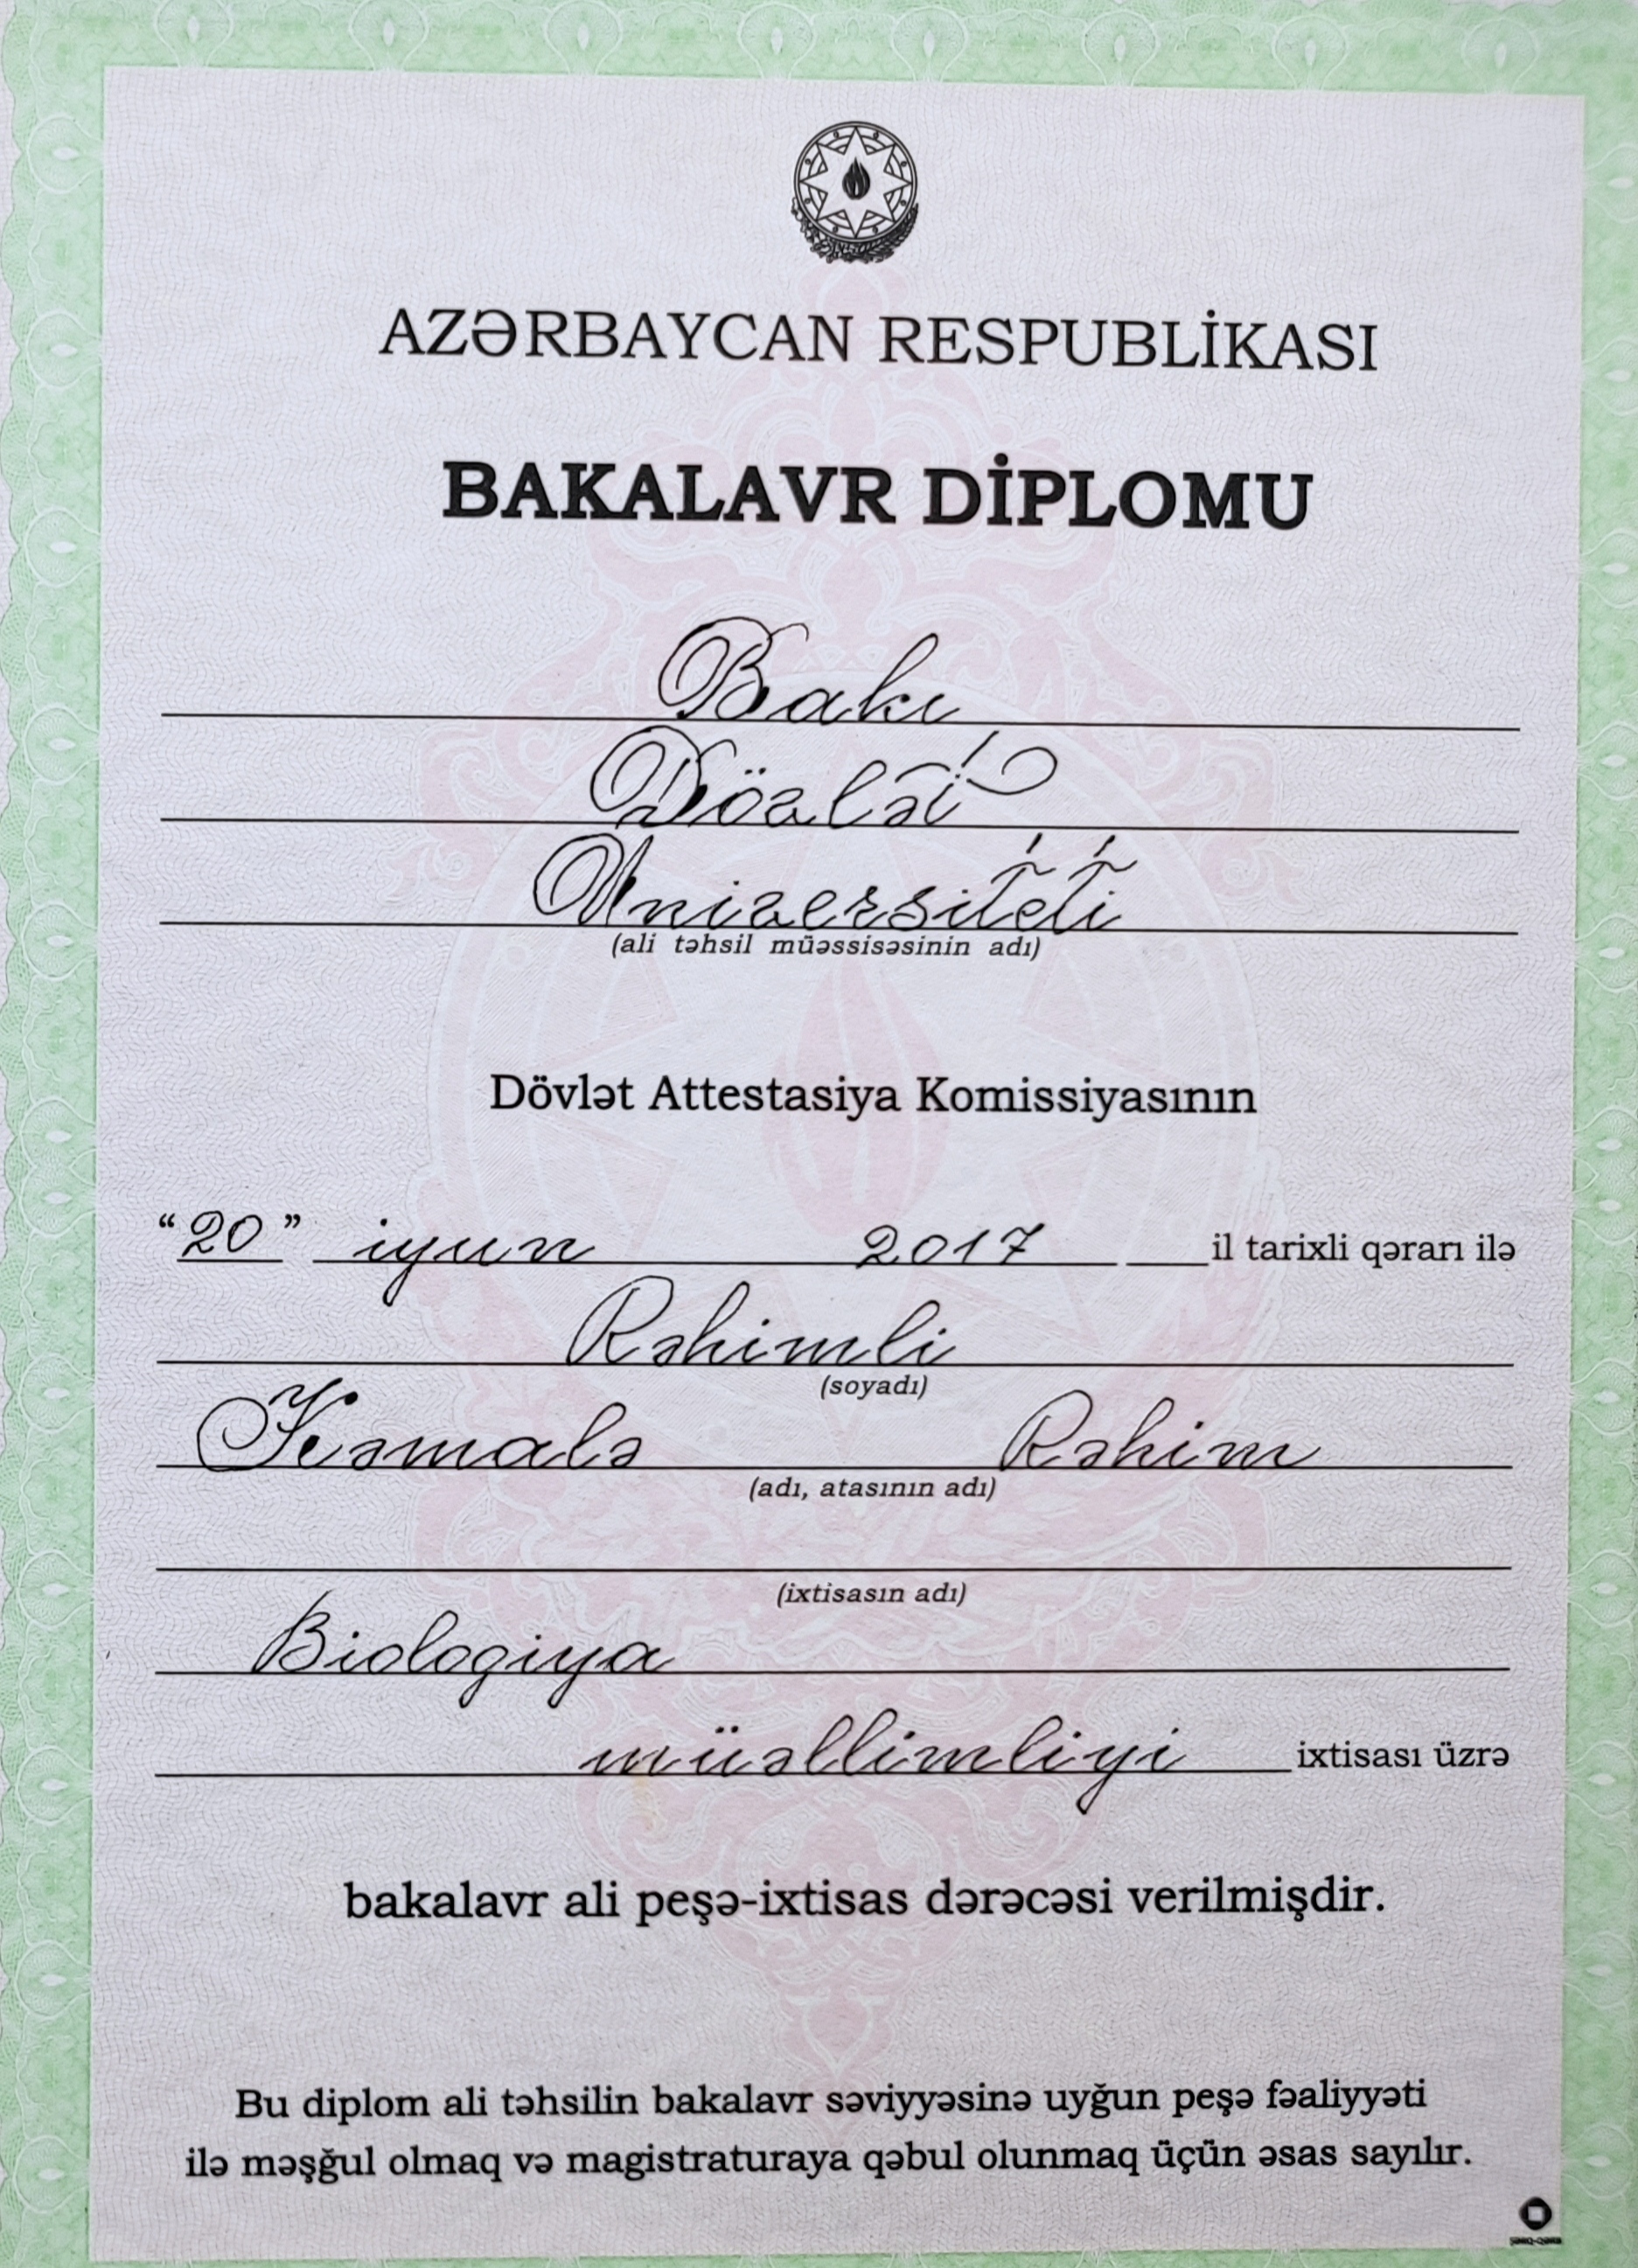 AZƏRBAYCAN RESPUBLİKASI
BAKALAVR DİPLOMU
Bakı
Dövlət
Universiteti
(ali təhsil müəssisəsinin adı)
Dövlət Attestasiya Komissiyasının
“20” iyun 2017 il tarixli qərarı ilə
Rəhimli
(soyadı)
Kəmalə Rəhim
(adı, atasının adı)
(ixtisasın adı)
Biologiya
müəllimliyi ixtisası üzrə
bakalavr ali peşə-ixtisas dərəcəsi verilmişdir.
Bu diplom ali təhsilin bakalavr səviyyəsinə uyğun peşə fəaliyyəti
ilə məşğul olmaq və magistraturaya qəbul olunmaq üçün əsas sayılır.
ŞƏRQ-QƏRB